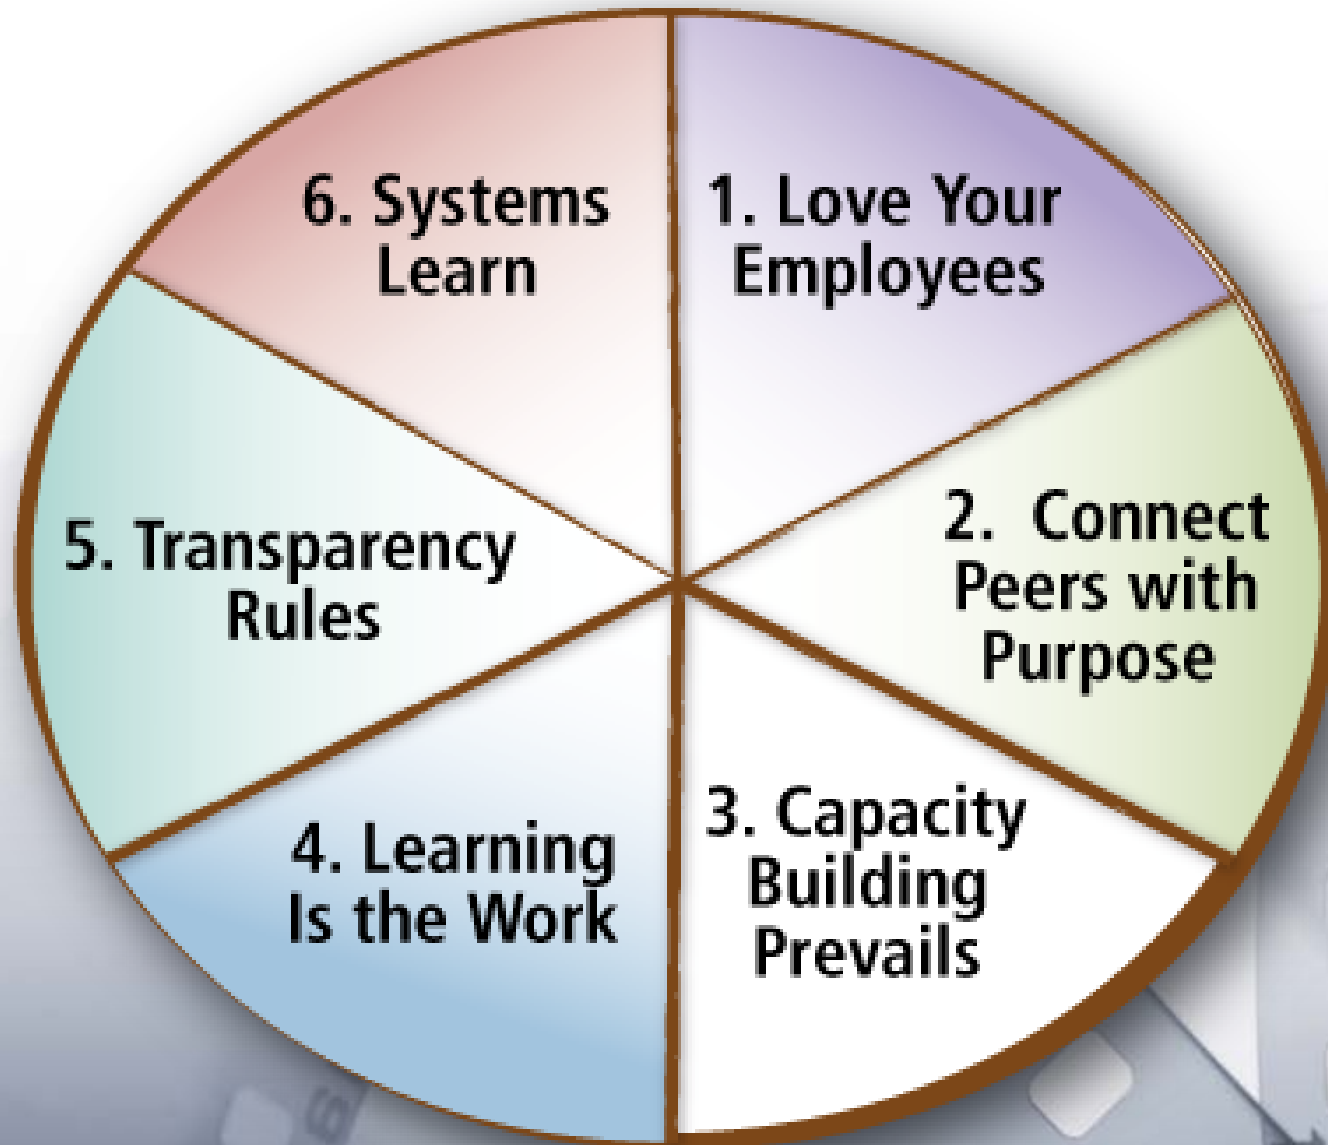 1. Love Your
Employees
2. Connect
Peers with
Purpose
3. Capacity
Building
Prevails
4. Learning
Is the Work
5. Transparency
Rules
6. Systems
Learn